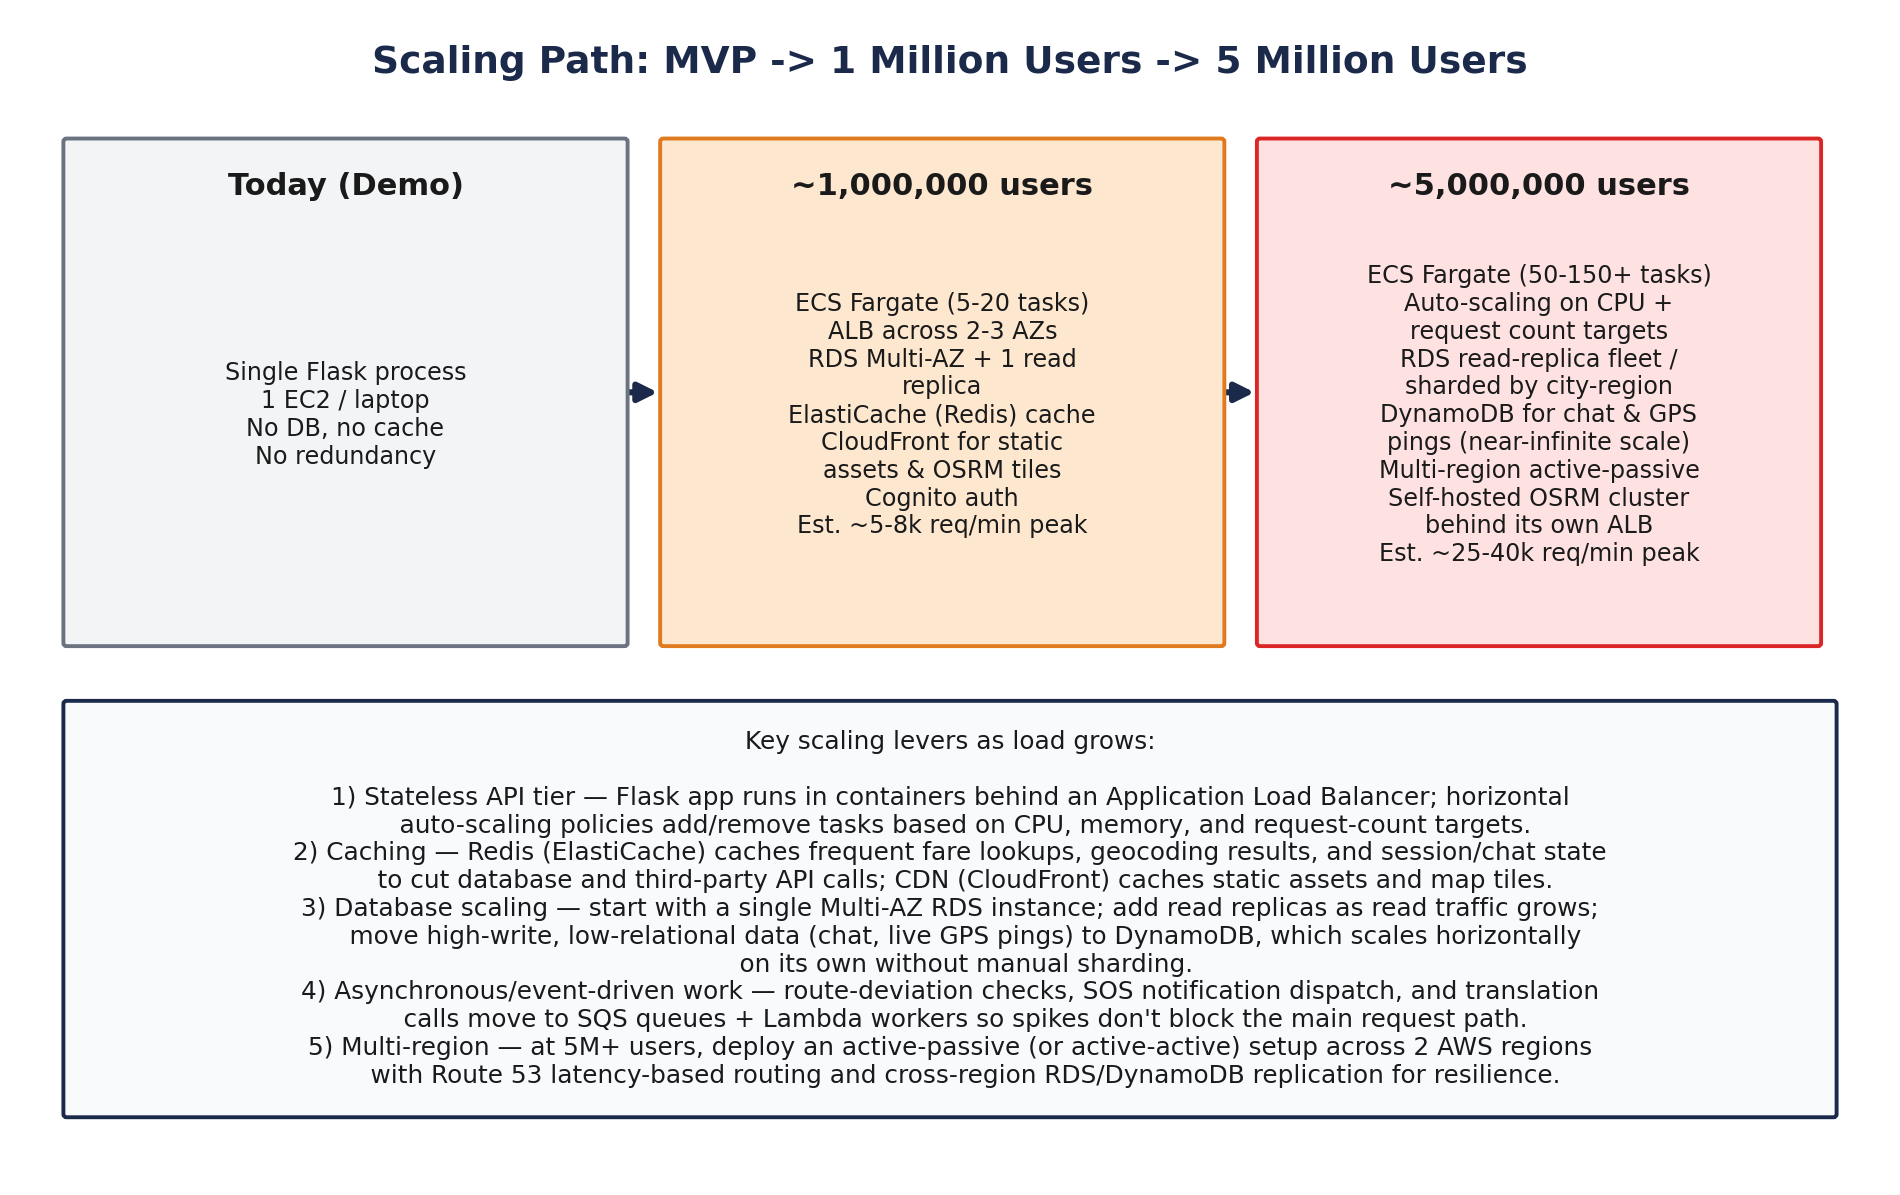 Scaling Path: MVP -> 1 Million Users -> 5 Million Users
Today (Demo)
Single Flask process
1 EC2 / laptop
No DB, no cache
No redundancy
~1,000,000 users
ECS Fargate (5-20 tasks)
ALB across 2-3 AZs
RDS Multi-AZ + 1 read
replica
ElastiCache (Redis) cache
CloudFront for static
assets & OSRM tiles
Cognito auth
Est. ~5-8k req/min peak
~5,000,000 users
ECS Fargate (50-150+ tasks)
Auto-scaling on CPU +
request count targets
RDS read-replica fleet /
sharded by city-region
DynamoDB for chat & GPS
pings (near-infinite scale)
Multi-region active-passive
Self-hosted OSRM cluster
behind its own ALB
Est. ~25-40k req/min peak
Key scaling levers as load grows:
1) Stateless API tier — Flask app runs in containers behind an Application Load Balancer; horizontal
auto-scaling policies add/remove tasks based on CPU, memory, and request-count targets.
2) Caching — Redis (ElastiCache) caches frequent fare lookups, geocoding results, and session/chat state
to cut database and third-party API calls; CDN (CloudFront) caches static assets and map tiles.
3) Database scaling — start with a single Multi-AZ RDS instance; add read replicas as read traffic grows;
move high-write, low-relational data (chat, live GPS pings) to DynamoDB, which scales horizontally
on its own without manual sharding.
4) Asynchronous/event-driven work — route-deviation checks, SOS notification dispatch, and translation
calls move to SQS queues + Lambda workers so spikes don't block the main request path.
5) Multi-region — at 5M+ users, deploy an active-passive (or active-active) setup across 2 AWS regions
with Route 53 latency-based routing and cross-region RDS/DynamoDB replication for resilience.